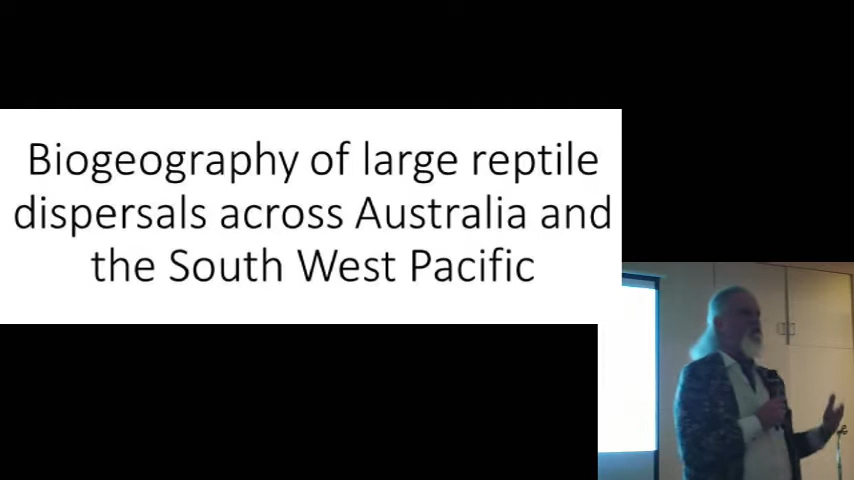 Biogeography of large reptile
dispersals across Australia and
the South West Pacific